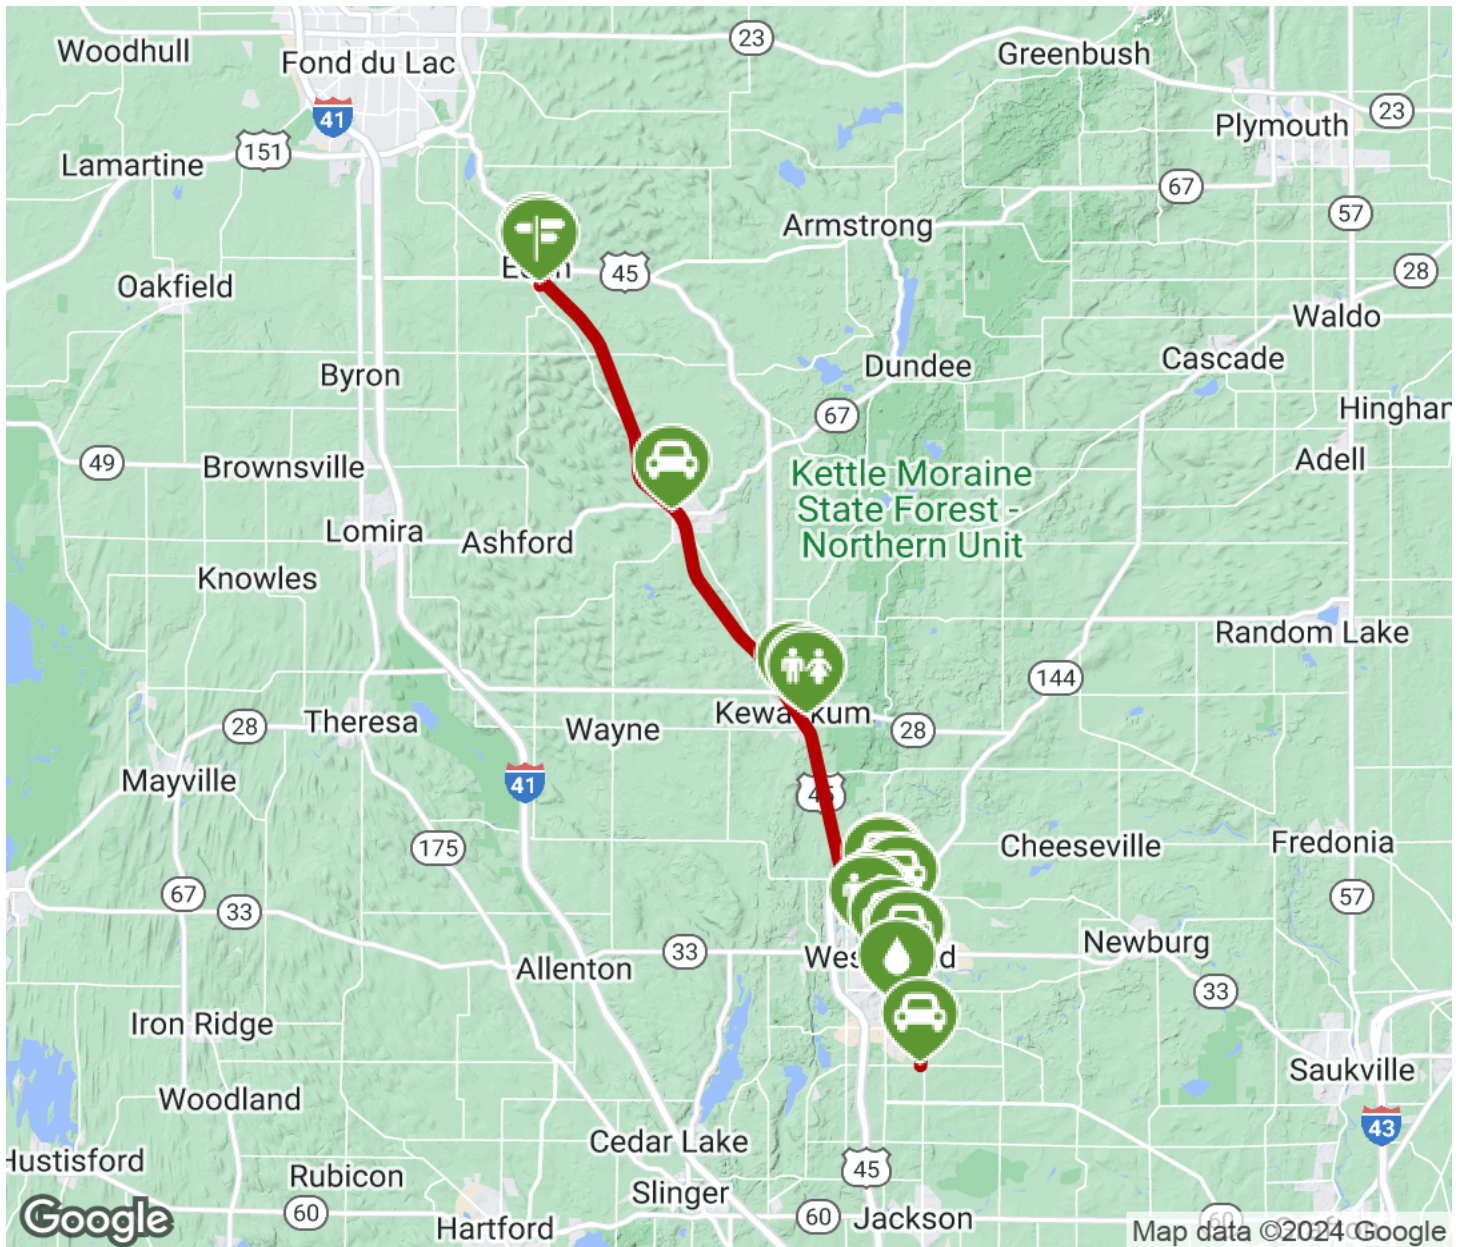 Woodhull
Fond du Lac
23
Greenbush
41
151
Plymouth
23
Lamartine
67
57
Armstrong
45
28
Oakfield
Waldo
Cascade
Dundee
Byron
67
49
Brownsville
Adell
Kettle Moraine
State Forest -
Northern Unit
Lomira
Ashford
Knowles
Random Lake
144
28
Theresa
Wayne
28
Mayville
41
175
Cheeseville
Fredonia
67
33
57
33
Newburg
Allenton
33
Iron Ridge
Saukville
Woodland
43
Cedar Lake
Rubicon
45
Slinger
60
60
Jackson
Hartford
Google
Map data ©2024 Google